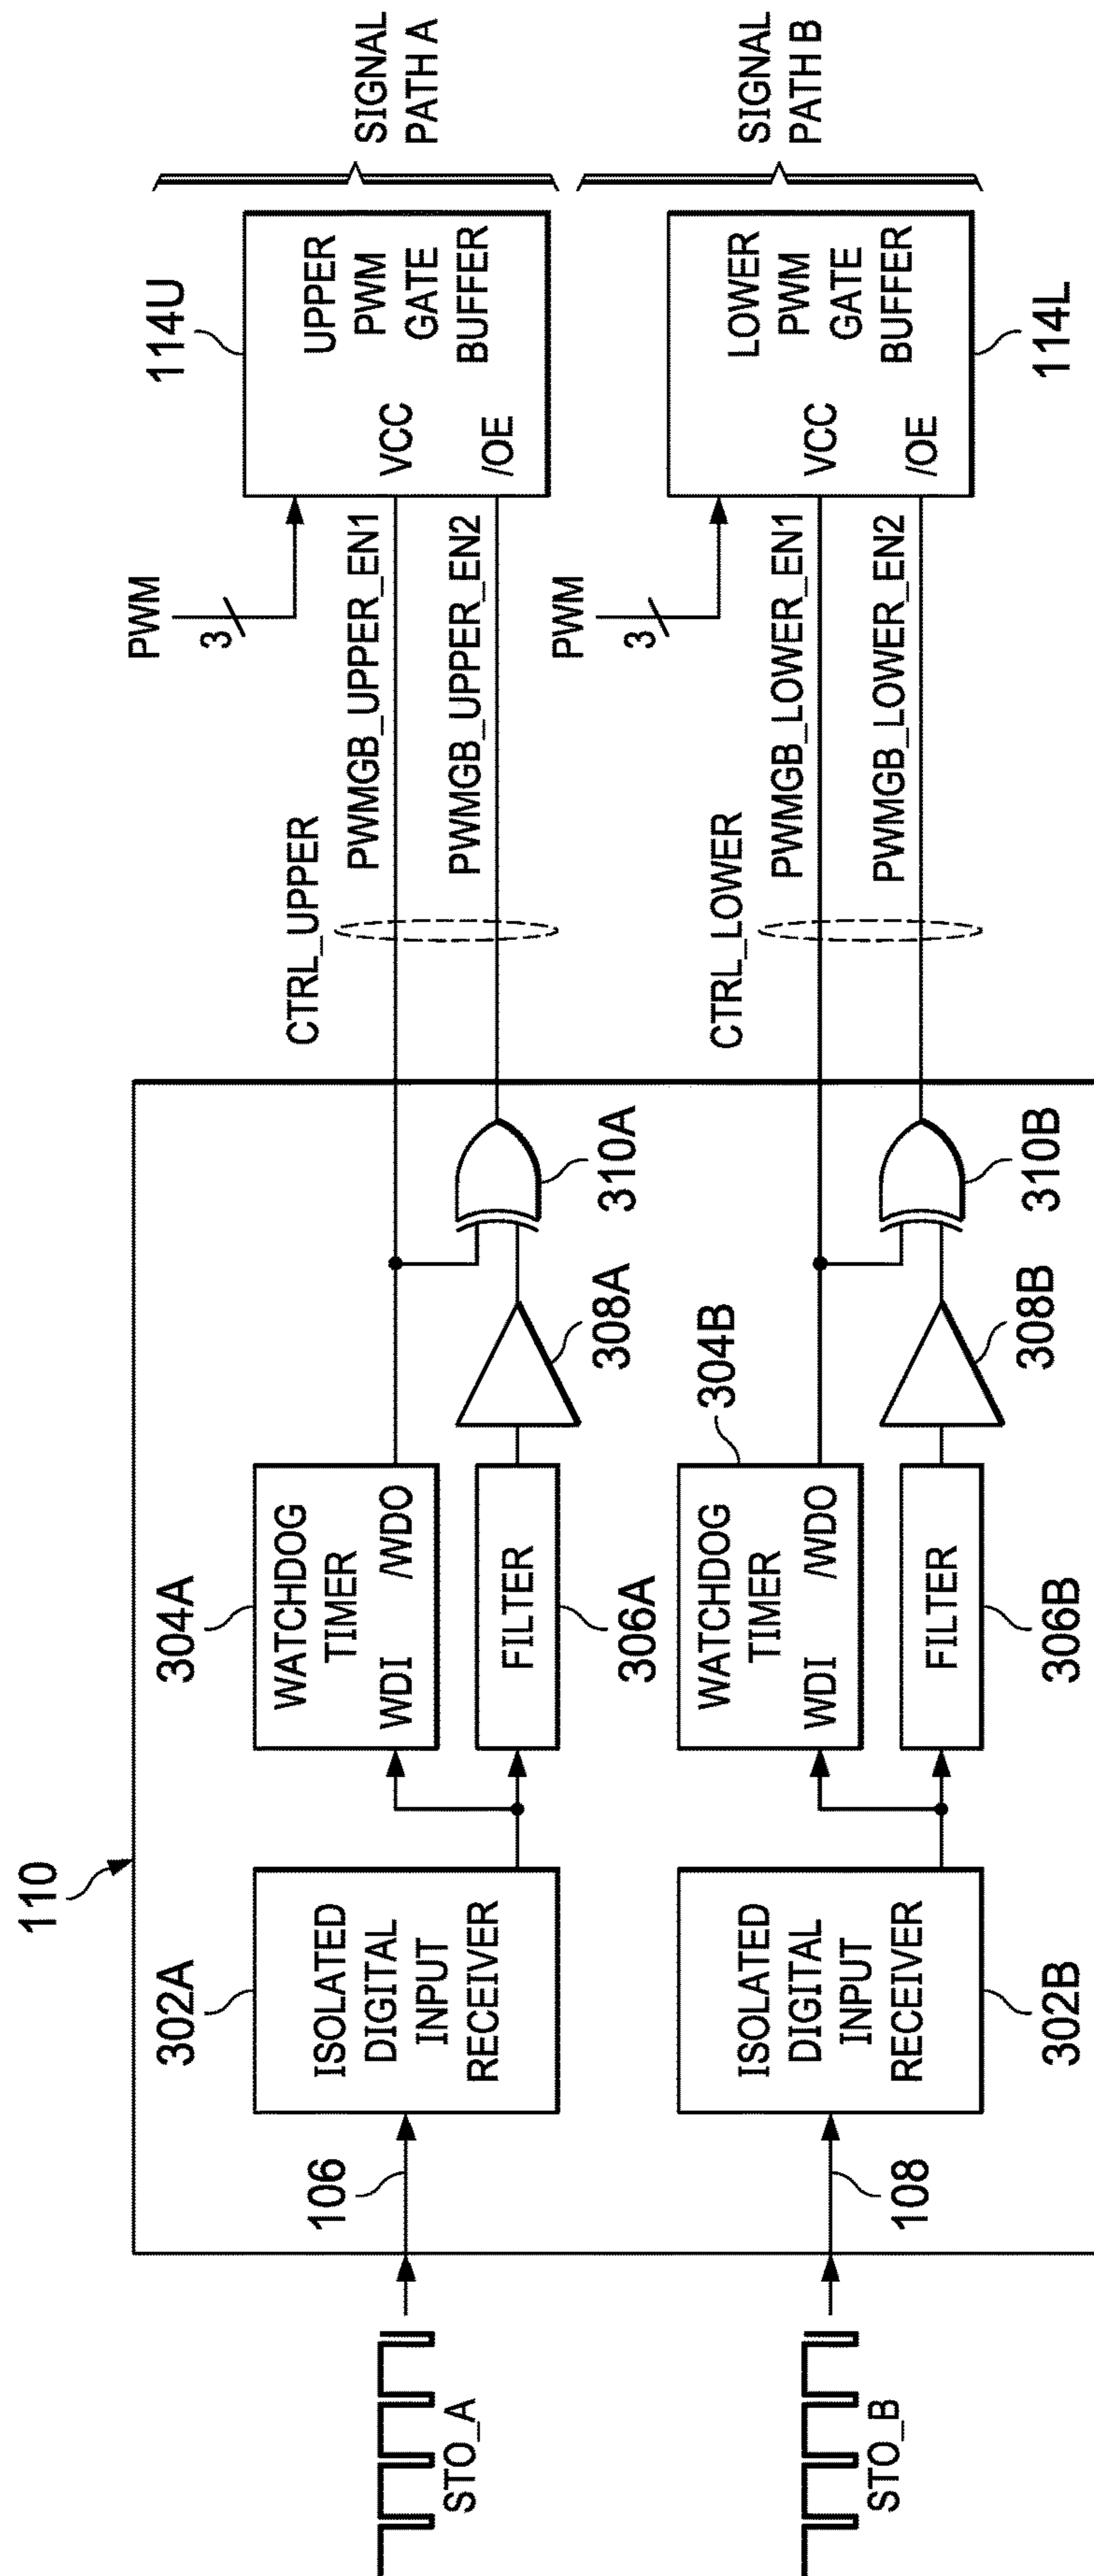 110
STO_A
106
302A
ISOLATED
DIGITAL
INPUT
RECEIVER
304A
WATCHDOG
TIMER
WDI /WDO
FILTER
306A
308A
310A
CTRL_UPPER
PWMGB_UPPER_EN1
PWMGB_UPPER_EN2
PWM
3
114U
UPPER
PWM
GATE
BUFFER
VCC
/OE
SIGNAL
PATH A
STO_B
108
302B
ISOLATED
DIGITAL
INPUT
RECEIVER
304B
WATCHDOG
TIMER
WDI /WDO
FILTER
306B
308B
310B
CTRL_LOWER
PWMGB_LOWER_EN1
PWMGB_LOWER_EN2
PWM
3
114L
LOWER
PWM
GATE
BUFFER
VCC
/OE
SIGNAL
PATH B